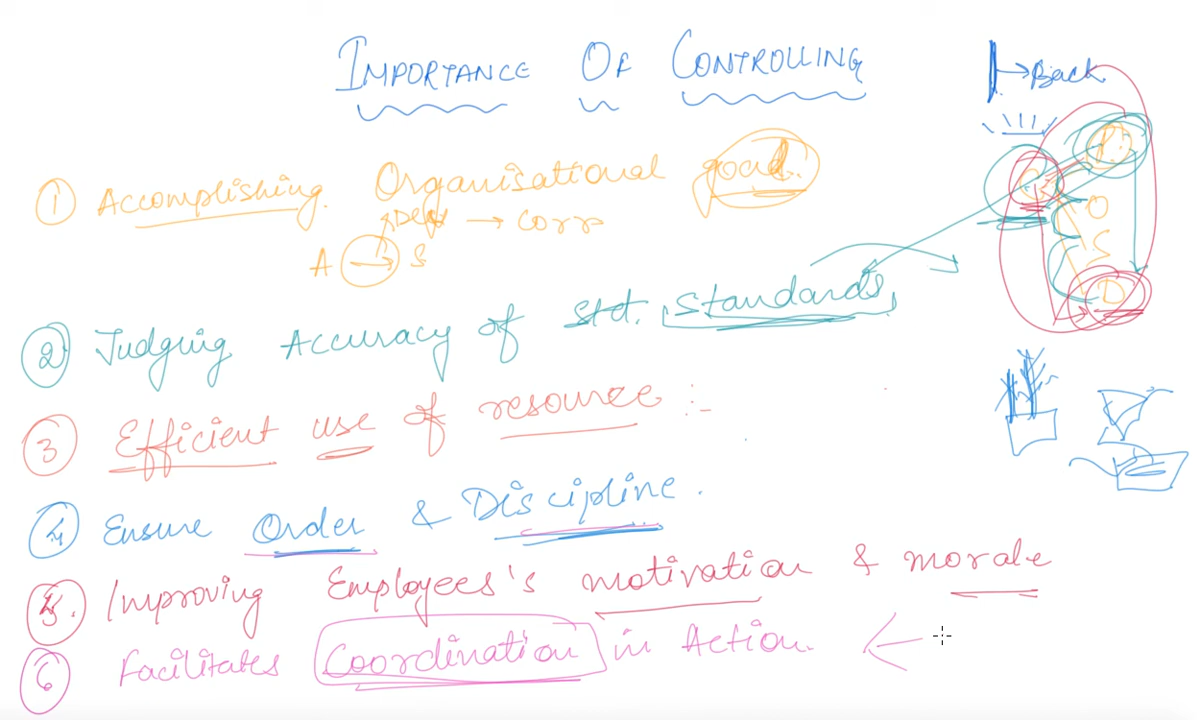 IMPORTANCE OF CONTROLLING
→ Back
① Accomplishing Organisational goal.
→ corr
A → S
P
O
S
D
② Judging Accuracy of Std. Standards
③ Efficient use of resource :-
④ Ensure Order & Discipline.
5. Improving Employees's motivation & morale
⑥ Facilitates Coordination in Action.